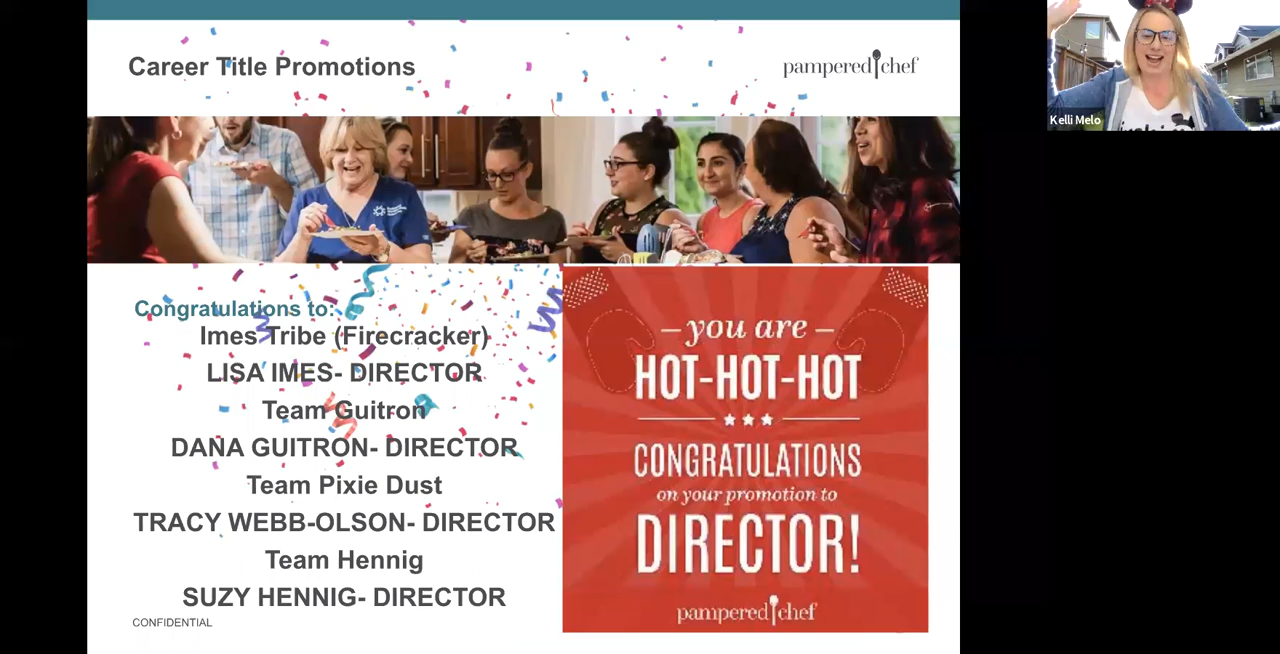 Career Title Promotions
pampered chef
Kelli Melo
Congratulations to:
Imes Tribe (Firecracker)
LISA IMES- DIRECTOR
Team Guitron
DANA GUITRON- DIRECTOR
Team Pixie Dust
TRACY WEBB-OLSON- DIRECTOR
Team Hennig
SUZY HENNIG- DIRECTOR
CONFIDENTIAL
– you are –
HOT-HOT-HOT
CONGRATULATIONS
on your promotion to
DIRECTOR!
pampered chef